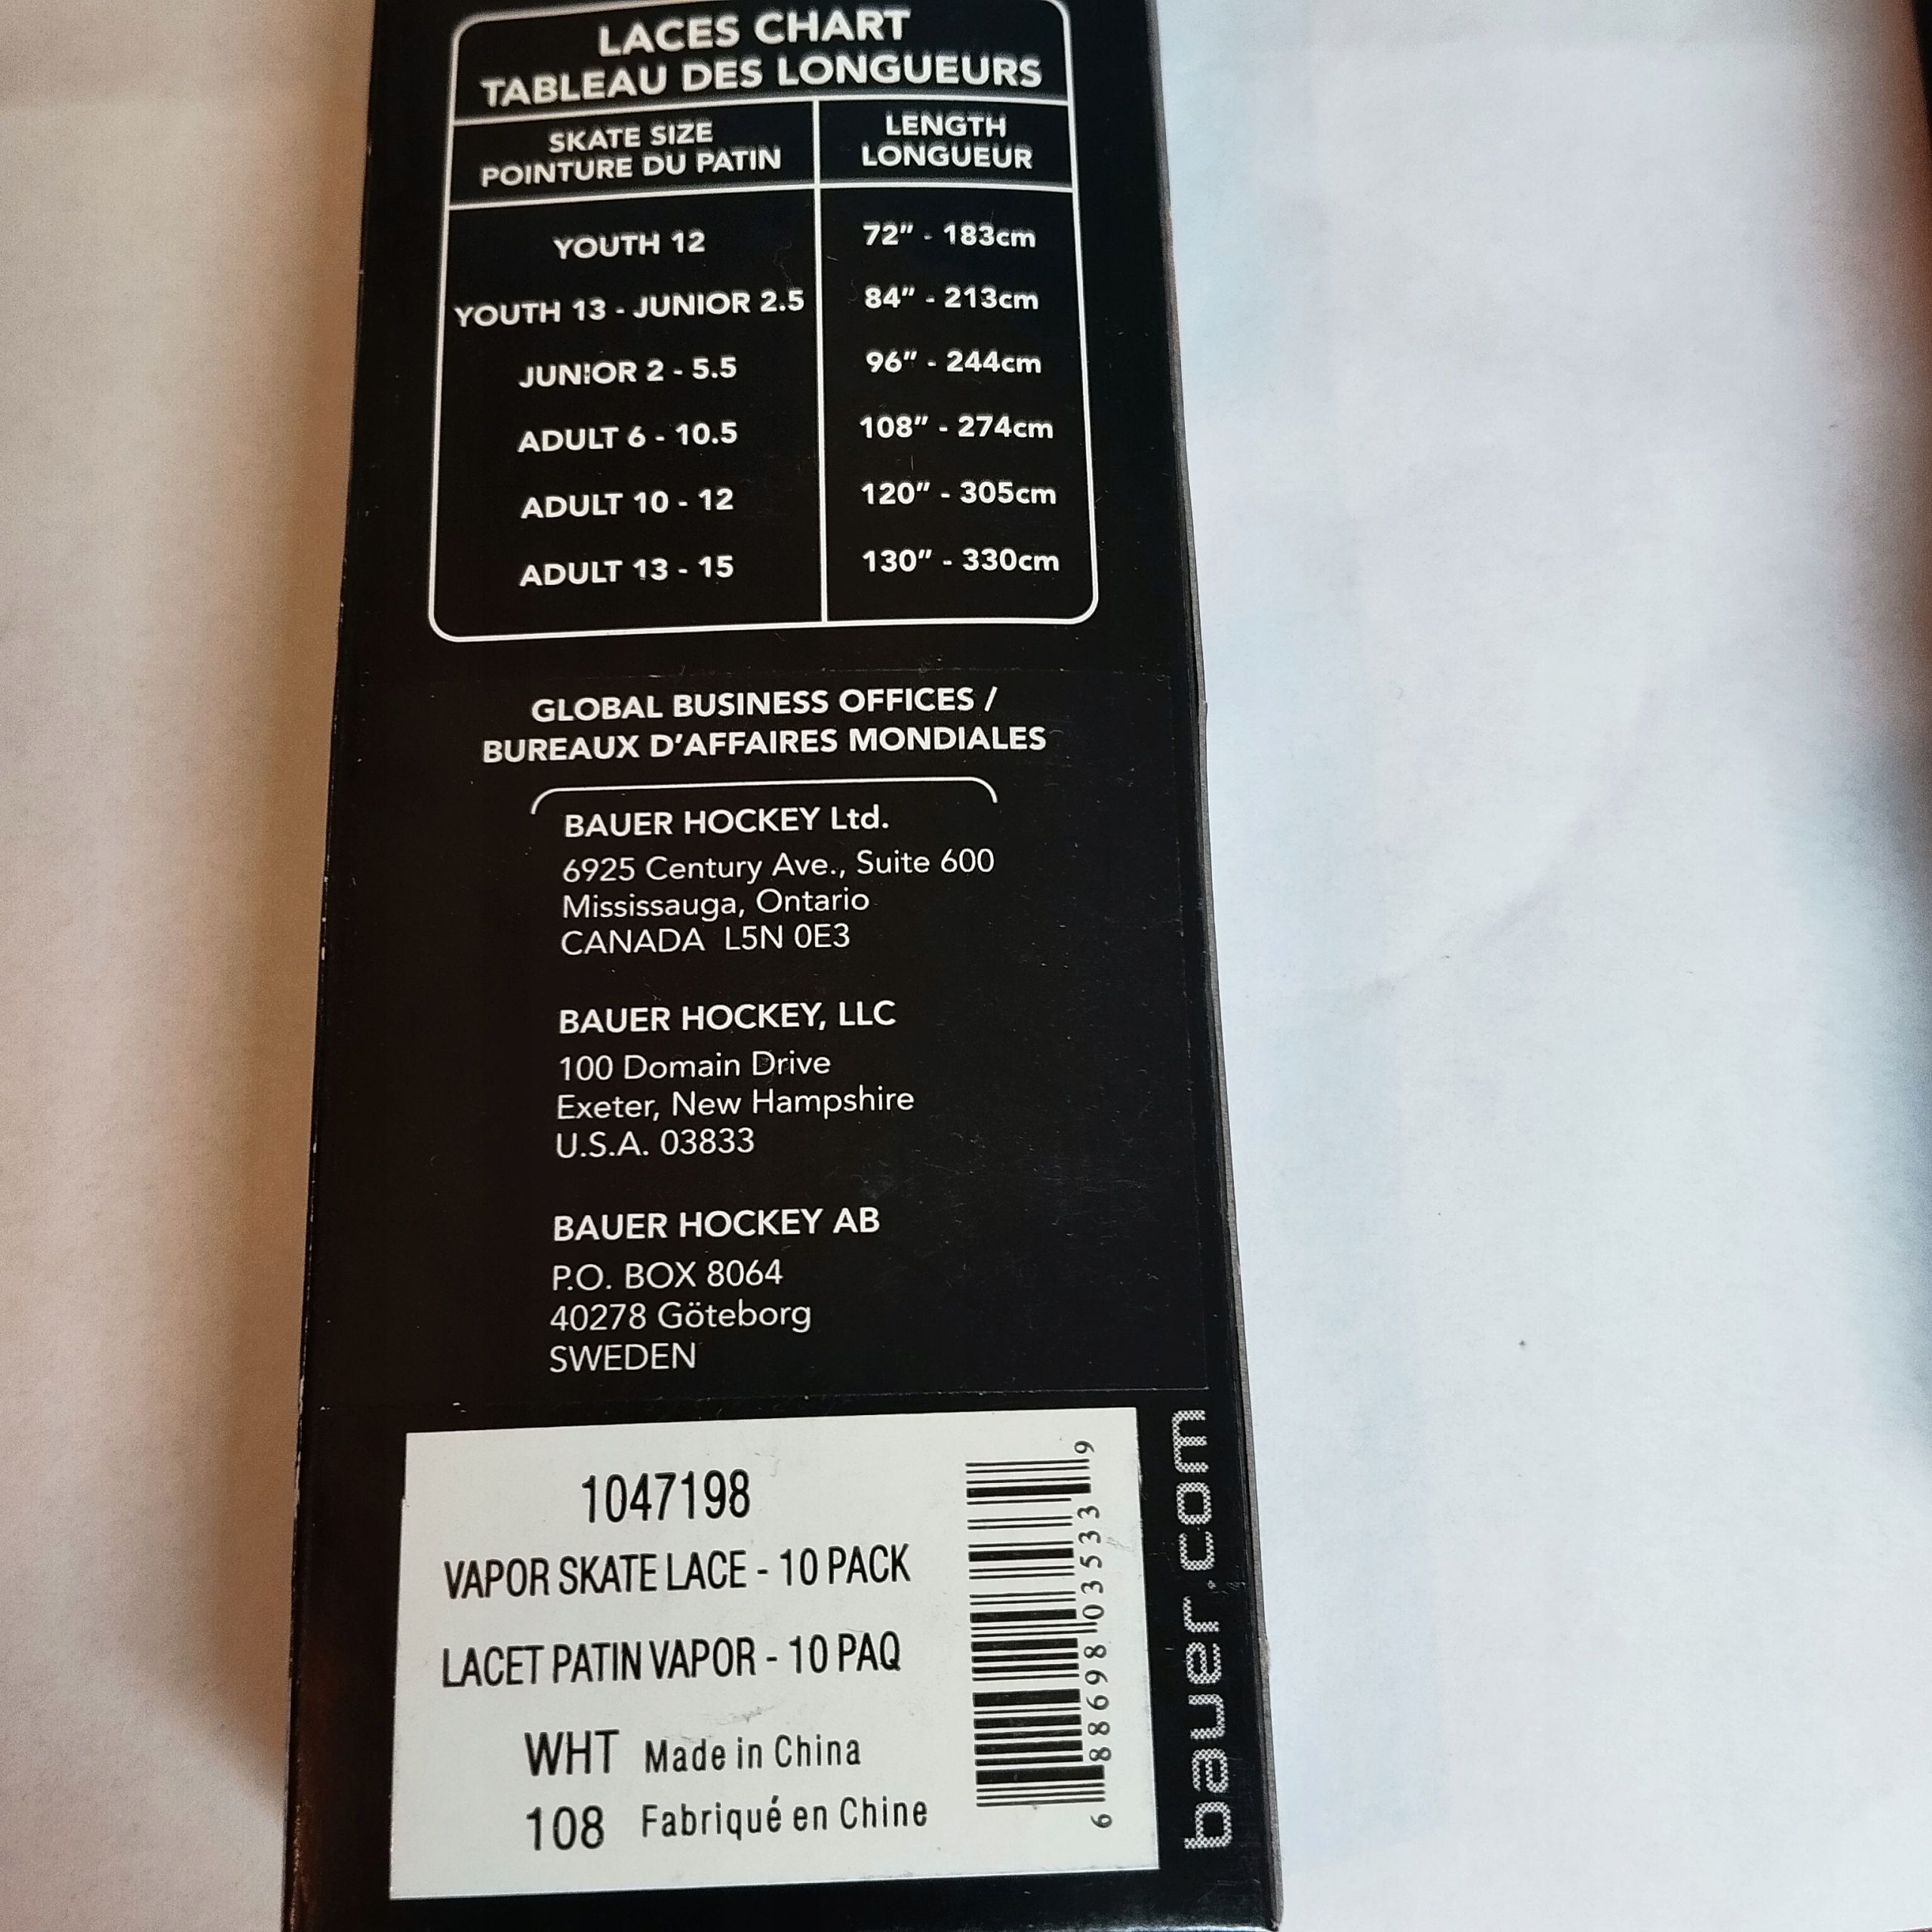 LACES CHART
TABLEAU DES LONGUEURS
SKATE SIZE
POINTURE DU PATIN
LENGTH
LONGUEUR
YOUTH 12 72" - 183cm
YOUTH 13 - JUNIOR 2.5 84" - 213cm
JUNIOR 2 - 5.5 96" - 244cm
ADULT 6 - 10.5 108" - 274cm
ADULT 10 - 12 120" - 305cm
ADULT 13 - 15 130" - 330cm
GLOBAL BUSINESS OFFICES /
BUREAUX D'AFFAIRES MONDIALES
BAUER HOCKEY Ltd.
6925 Century Ave., Suite 600
Mississauga, Ontario
CANADA L5N 0E3
BAUER HOCKEY, LLC
100 Domain Drive
Exeter, New Hampshire
U.S.A. 03833
BAUER HOCKEY AB
P.O. BOX 8064
40278 Göteborg
SWEDEN
1047198
VAPOR SKATE LACE - 10 PACK
LACET PATIN VAPOR - 10 PAQ
WHT Made in China
108 Fabriqué en Chine
6 88698 03533 9
bauer.com